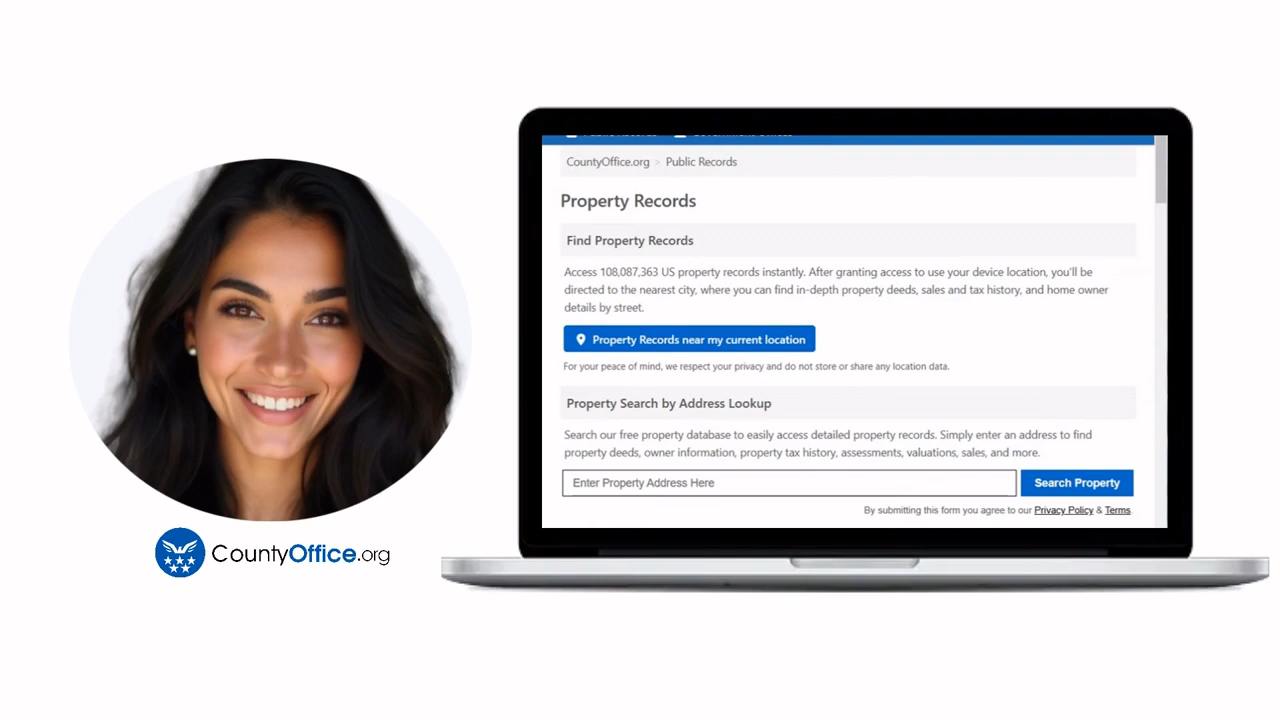 CountyOffice.org > Public Records
Property Records
Find Property Records
Access 108,087,363 US property records instantly. After granting access to use your device location, you'll be
directed to the nearest city, where you can find in-depth property deeds, sales and tax history, and home owner
details by street.
Property Records near my current location
For your peace of mind, we respect your privacy and do not store or share any location data.
Property Search by Address Lookup
Search our free property database to easily access detailed property records. Simply enter an address to find
property deeds, owner information, property tax history, assessments, valuations, sales, and more.
Enter Property Address Here
Search Property
By submitting this form you agree to our Privacy Policy & Terms.
CountyOffice.org